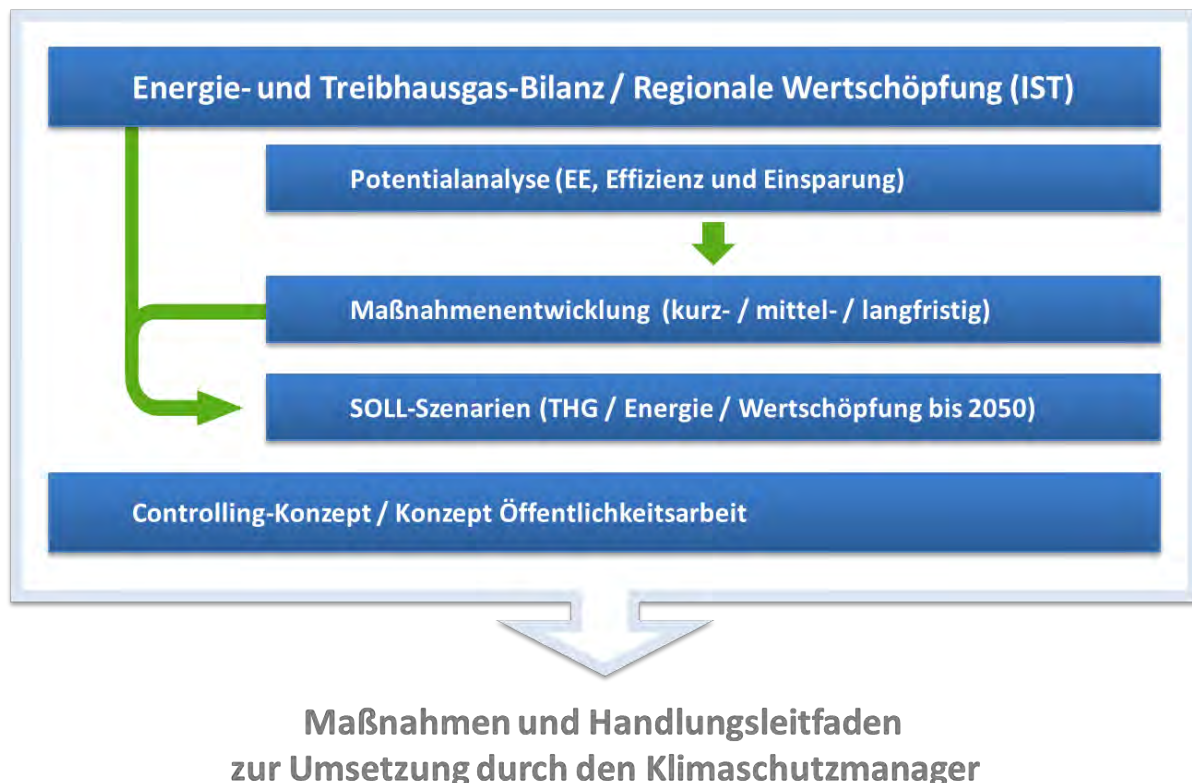 Energie- und Treibhausgas-Bilanz / Regionale Wertschöpfung (IST)
Potentialanalyse (EE, Effizienz und Einsparung)
Maßnahmenentwicklung (kurz- / mittel- / langfristig)
SOLL-Szenarien (THG / Energie / Wertschöpfung bis 2050)
Controlling-Konzept / Konzept Öffentlichkeitsarbeit
Maßnahmen und Handlungsleitfaden
zur Umsetzung durch den Klimaschutzmanager